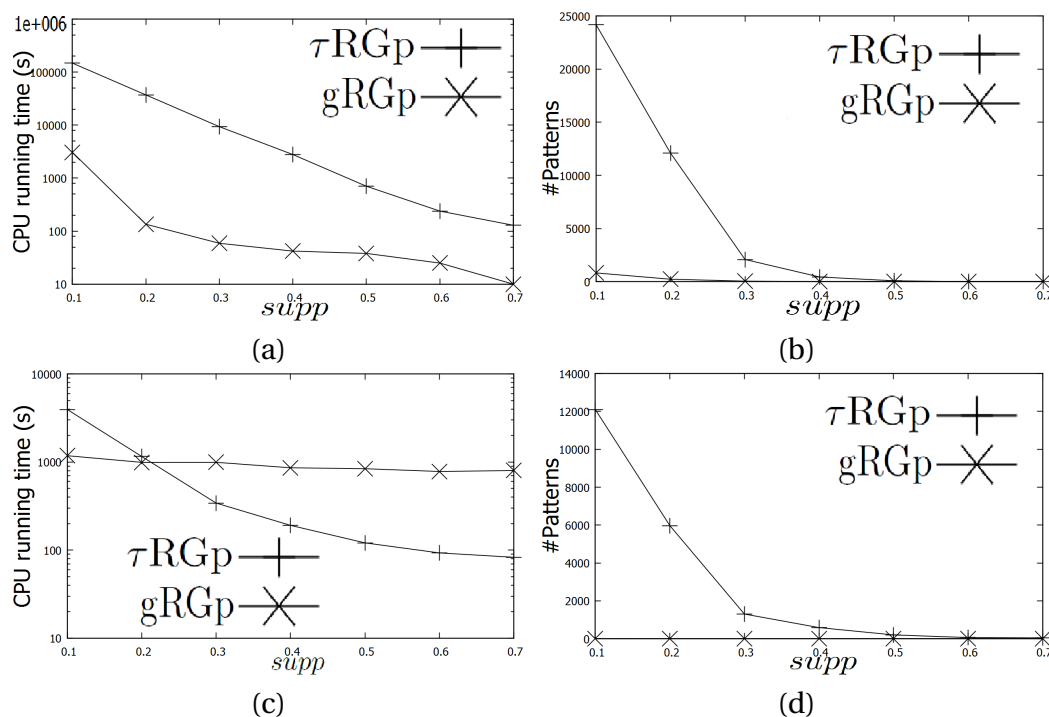 1e+006
100000
10000
1000
100
10
CPU running time (s)
τRGp
gRGp
0.1 0.2 0.3 0.4 0.5 0.6 0.7
supp
(a)
25000
20000
15000
10000
5000
0
#Patterns
τRGp
gRGp
0.1 0.2 0.3 0.4 0.5 0.6 0.7
supp
(b)
10000
1000
100
10
CPU running time (s)
τRGp
gRGp
0.1 0.2 0.3 0.4 0.5 0.6 0.7
supp
(c)
14000
12000
10000
8000
6000
4000
2000
0
#Patterns
τRGp
gRGp
0.1 0.2 0.3 0.4 0.5 0.6 0.7
supp
(d)